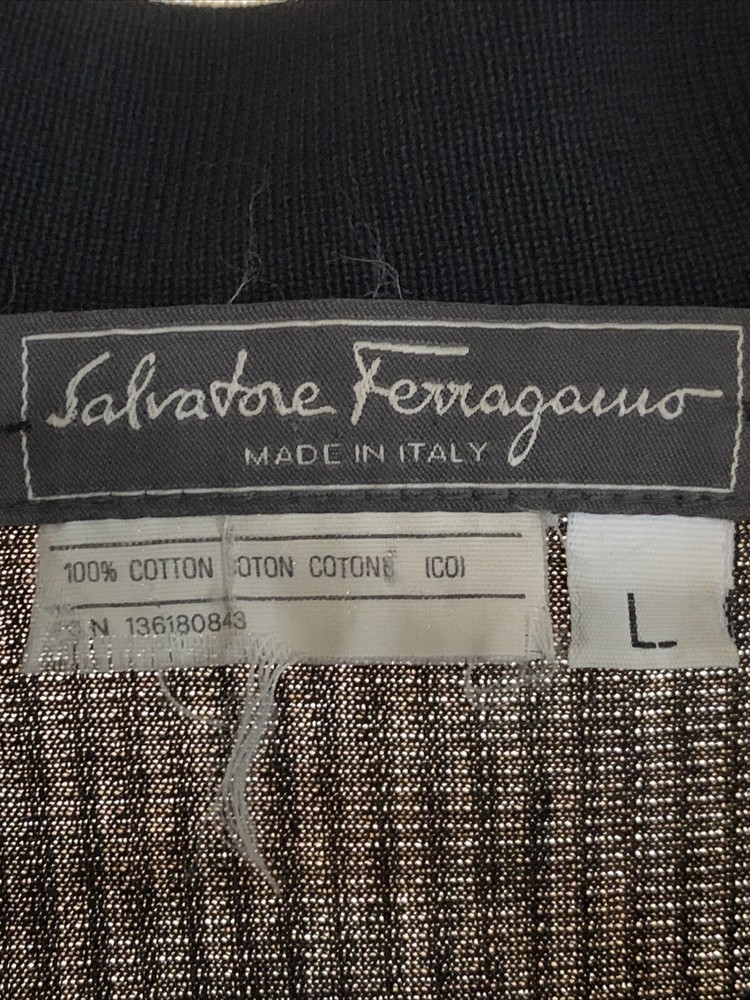 Salvatore Ferragamo
MADE IN ITALY
100% COTTON COTON COTONE (CO)
N 136180843
L